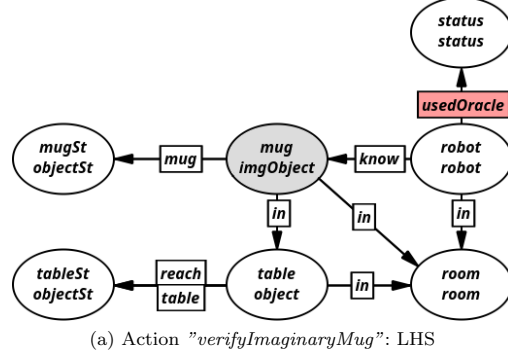 status
status
usedOracle
mugSt
objectSt
mug
mug
imgObject
know
robot
robot
in
in
in
tableSt
objectSt
reach
table
table
object
in
room
room
(a) Action "verifyImaginaryMug": LHS